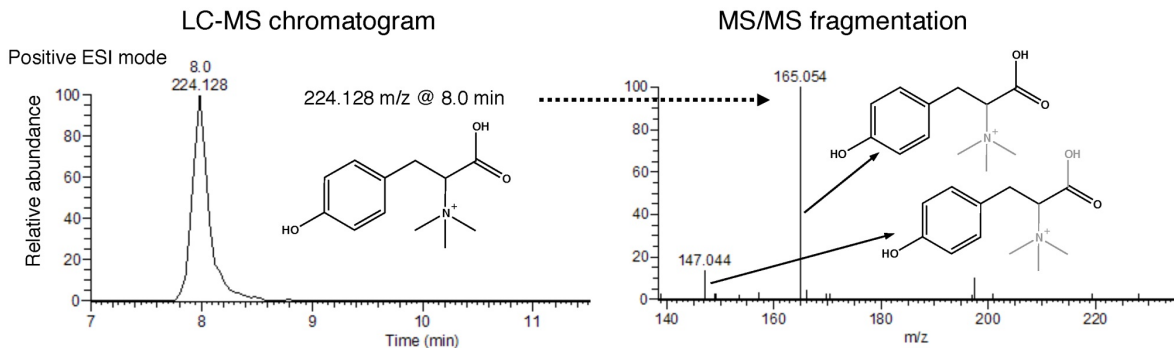 LC-MS chromatogram
Positive ESI mode
8.0
224.128
Relative abundance
100
80
60
40
20
0
7
8
9
10
11
Time (min)
224.128 m/z @ 8.0 min
OH
O
N+
HO
MS/MS fragmentation
165.054
147.044
100
80
60
40
20
0
140
160
180
200
220
m/z
OH
O
N+
HO
OH
O
N+
HO